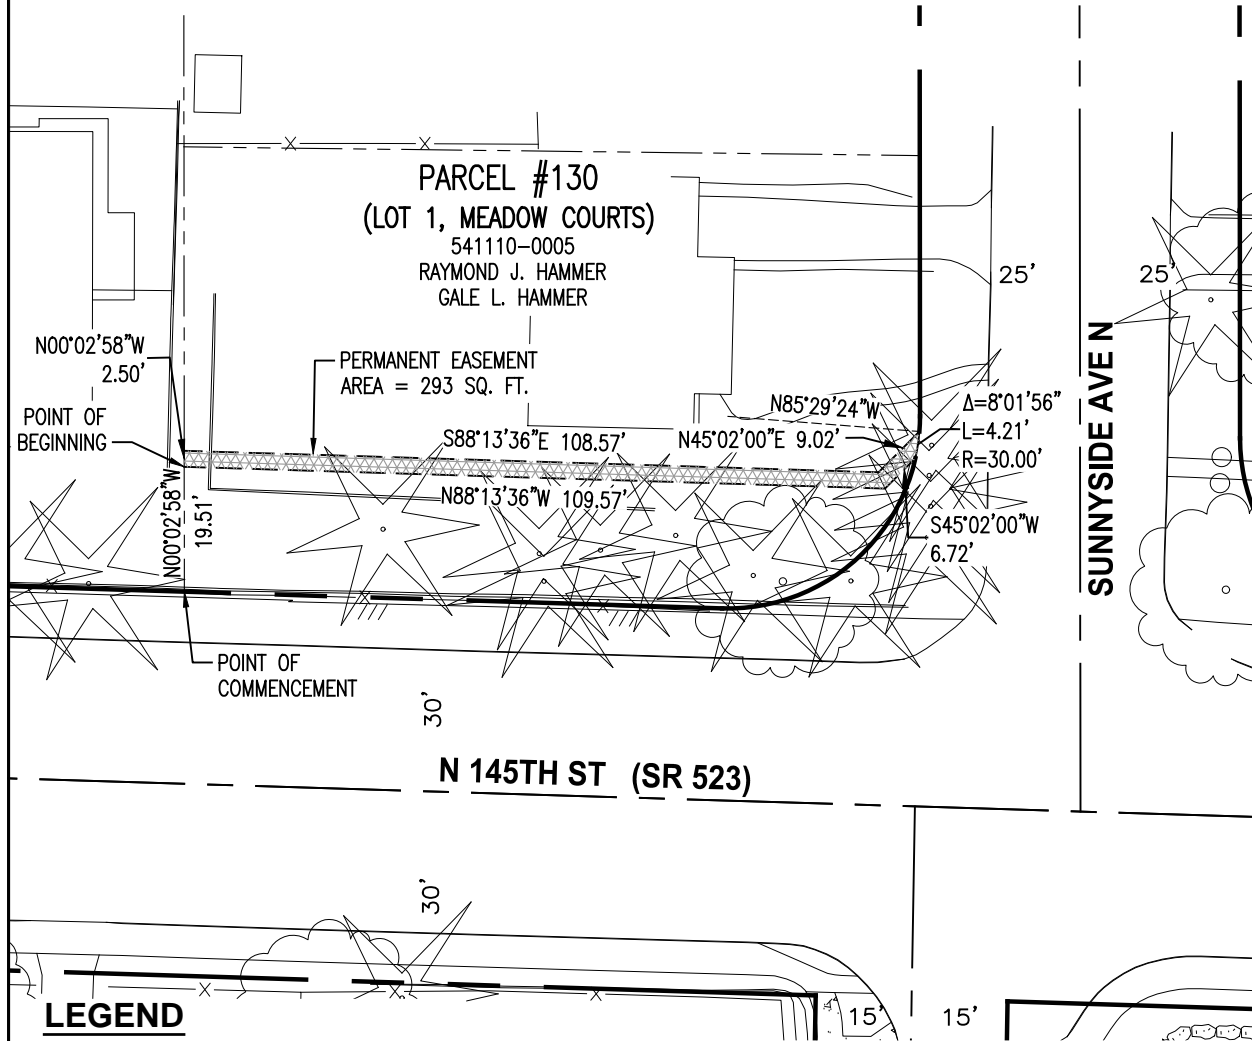 PARCEL #130
(LOT 1, MEADOW COURTS)
541110-0005
RAYMOND J. HAMMER
GALE L. HAMMER
25'
25'
N00°02'58"W
2.50'
PERMANENT EASEMENT
AREA = 293 SQ. FT.
POINT OF
BEGINNING
S88°13'36"E 108.57'
N85°29'24"W
N45°02'00"E 9.02'
Δ=8°01'56"
L=4.21'
R=30.00'
N88°13'36"W 109.57'
N00°02'58"W
19.51'
S45°02'00"W
6.72'
SUNNYSIDE AVE N
POINT OF
COMMENCEMENT
30'
N 145TH ST (SR 523)
30'
15'
15'
LEGEND